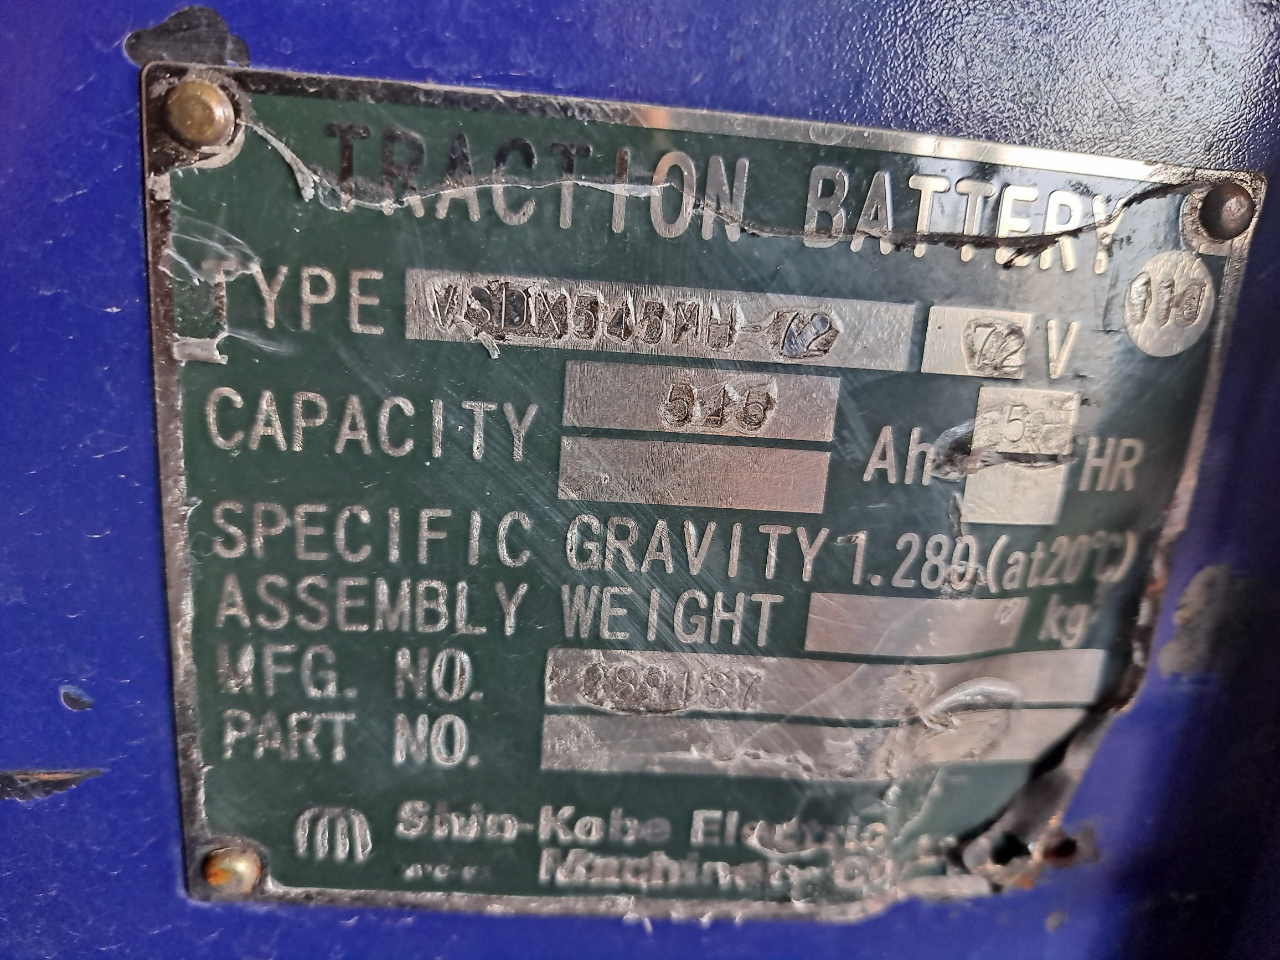 TRACTION BATTERY
TYPE 72 V
CAPACITY 515 Ah 5 HR
SPECIFIC GRAVITY 1.280 (at20℃)
ASSEMBLY WEIGHT kg
MFG. NO.
PART NO.
Shin-Kobe Electric
Machinery Co